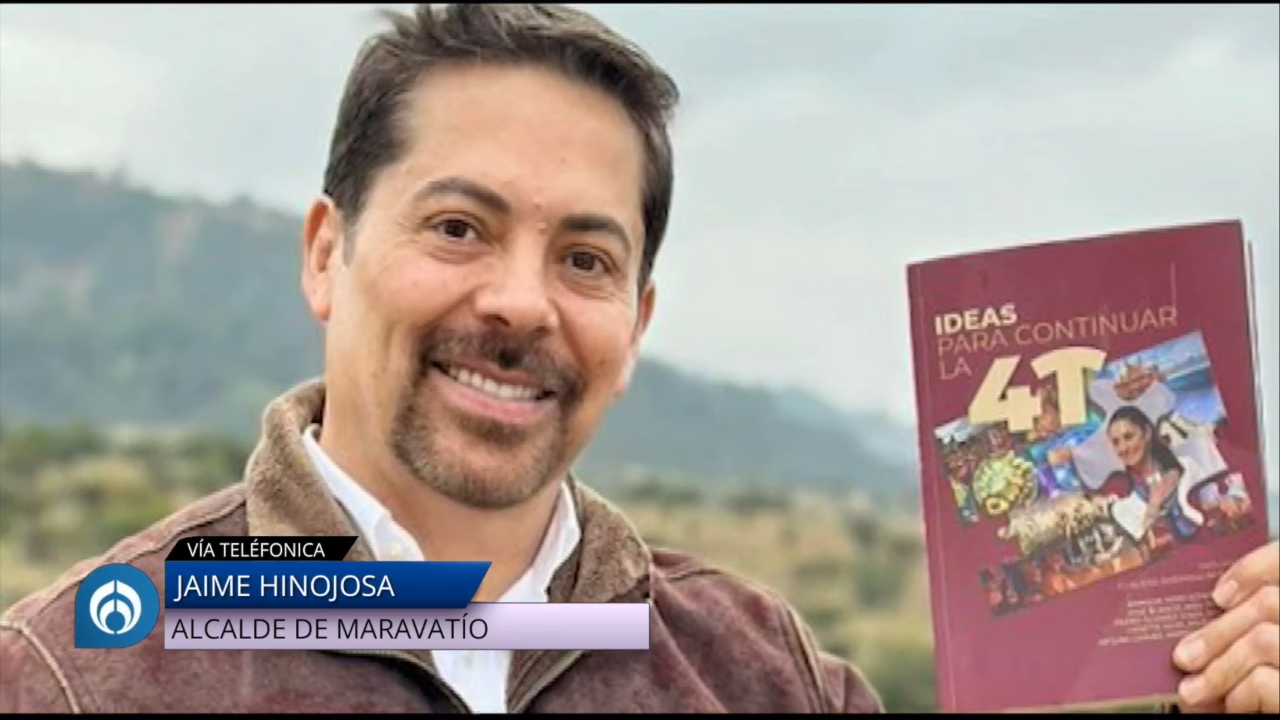 IDEAS
PARA CONTINUAR
LA 4T
VÍA TELÉFONICA
JAIME HINOJOSA
ALCALDE DE MARAVATÍO